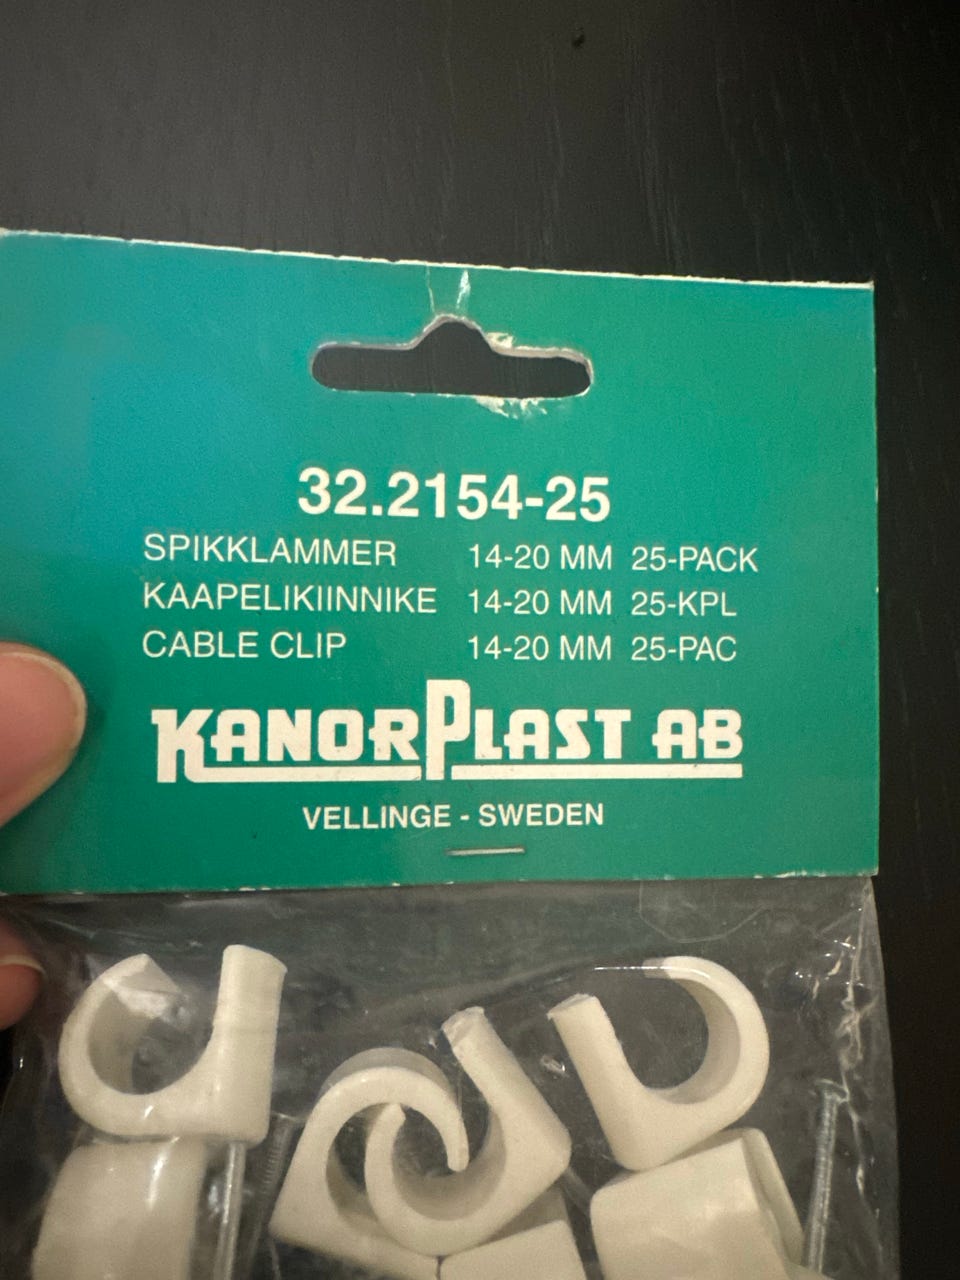 32.2154-25
SPIKKLAMMER 14-20 MM 25-PACK
KAAPELIKIINNIKE 14-20 MM 25-KPL
CABLE CLIP 14-20 MM 25-PAC
KANORPLAST AB
VELLINGE - SWEDEN